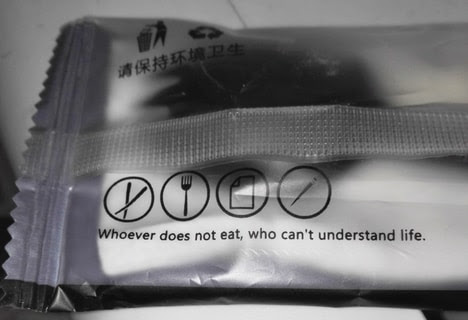 请保持环境卫生
Whoever does not eat, who can't understand life.